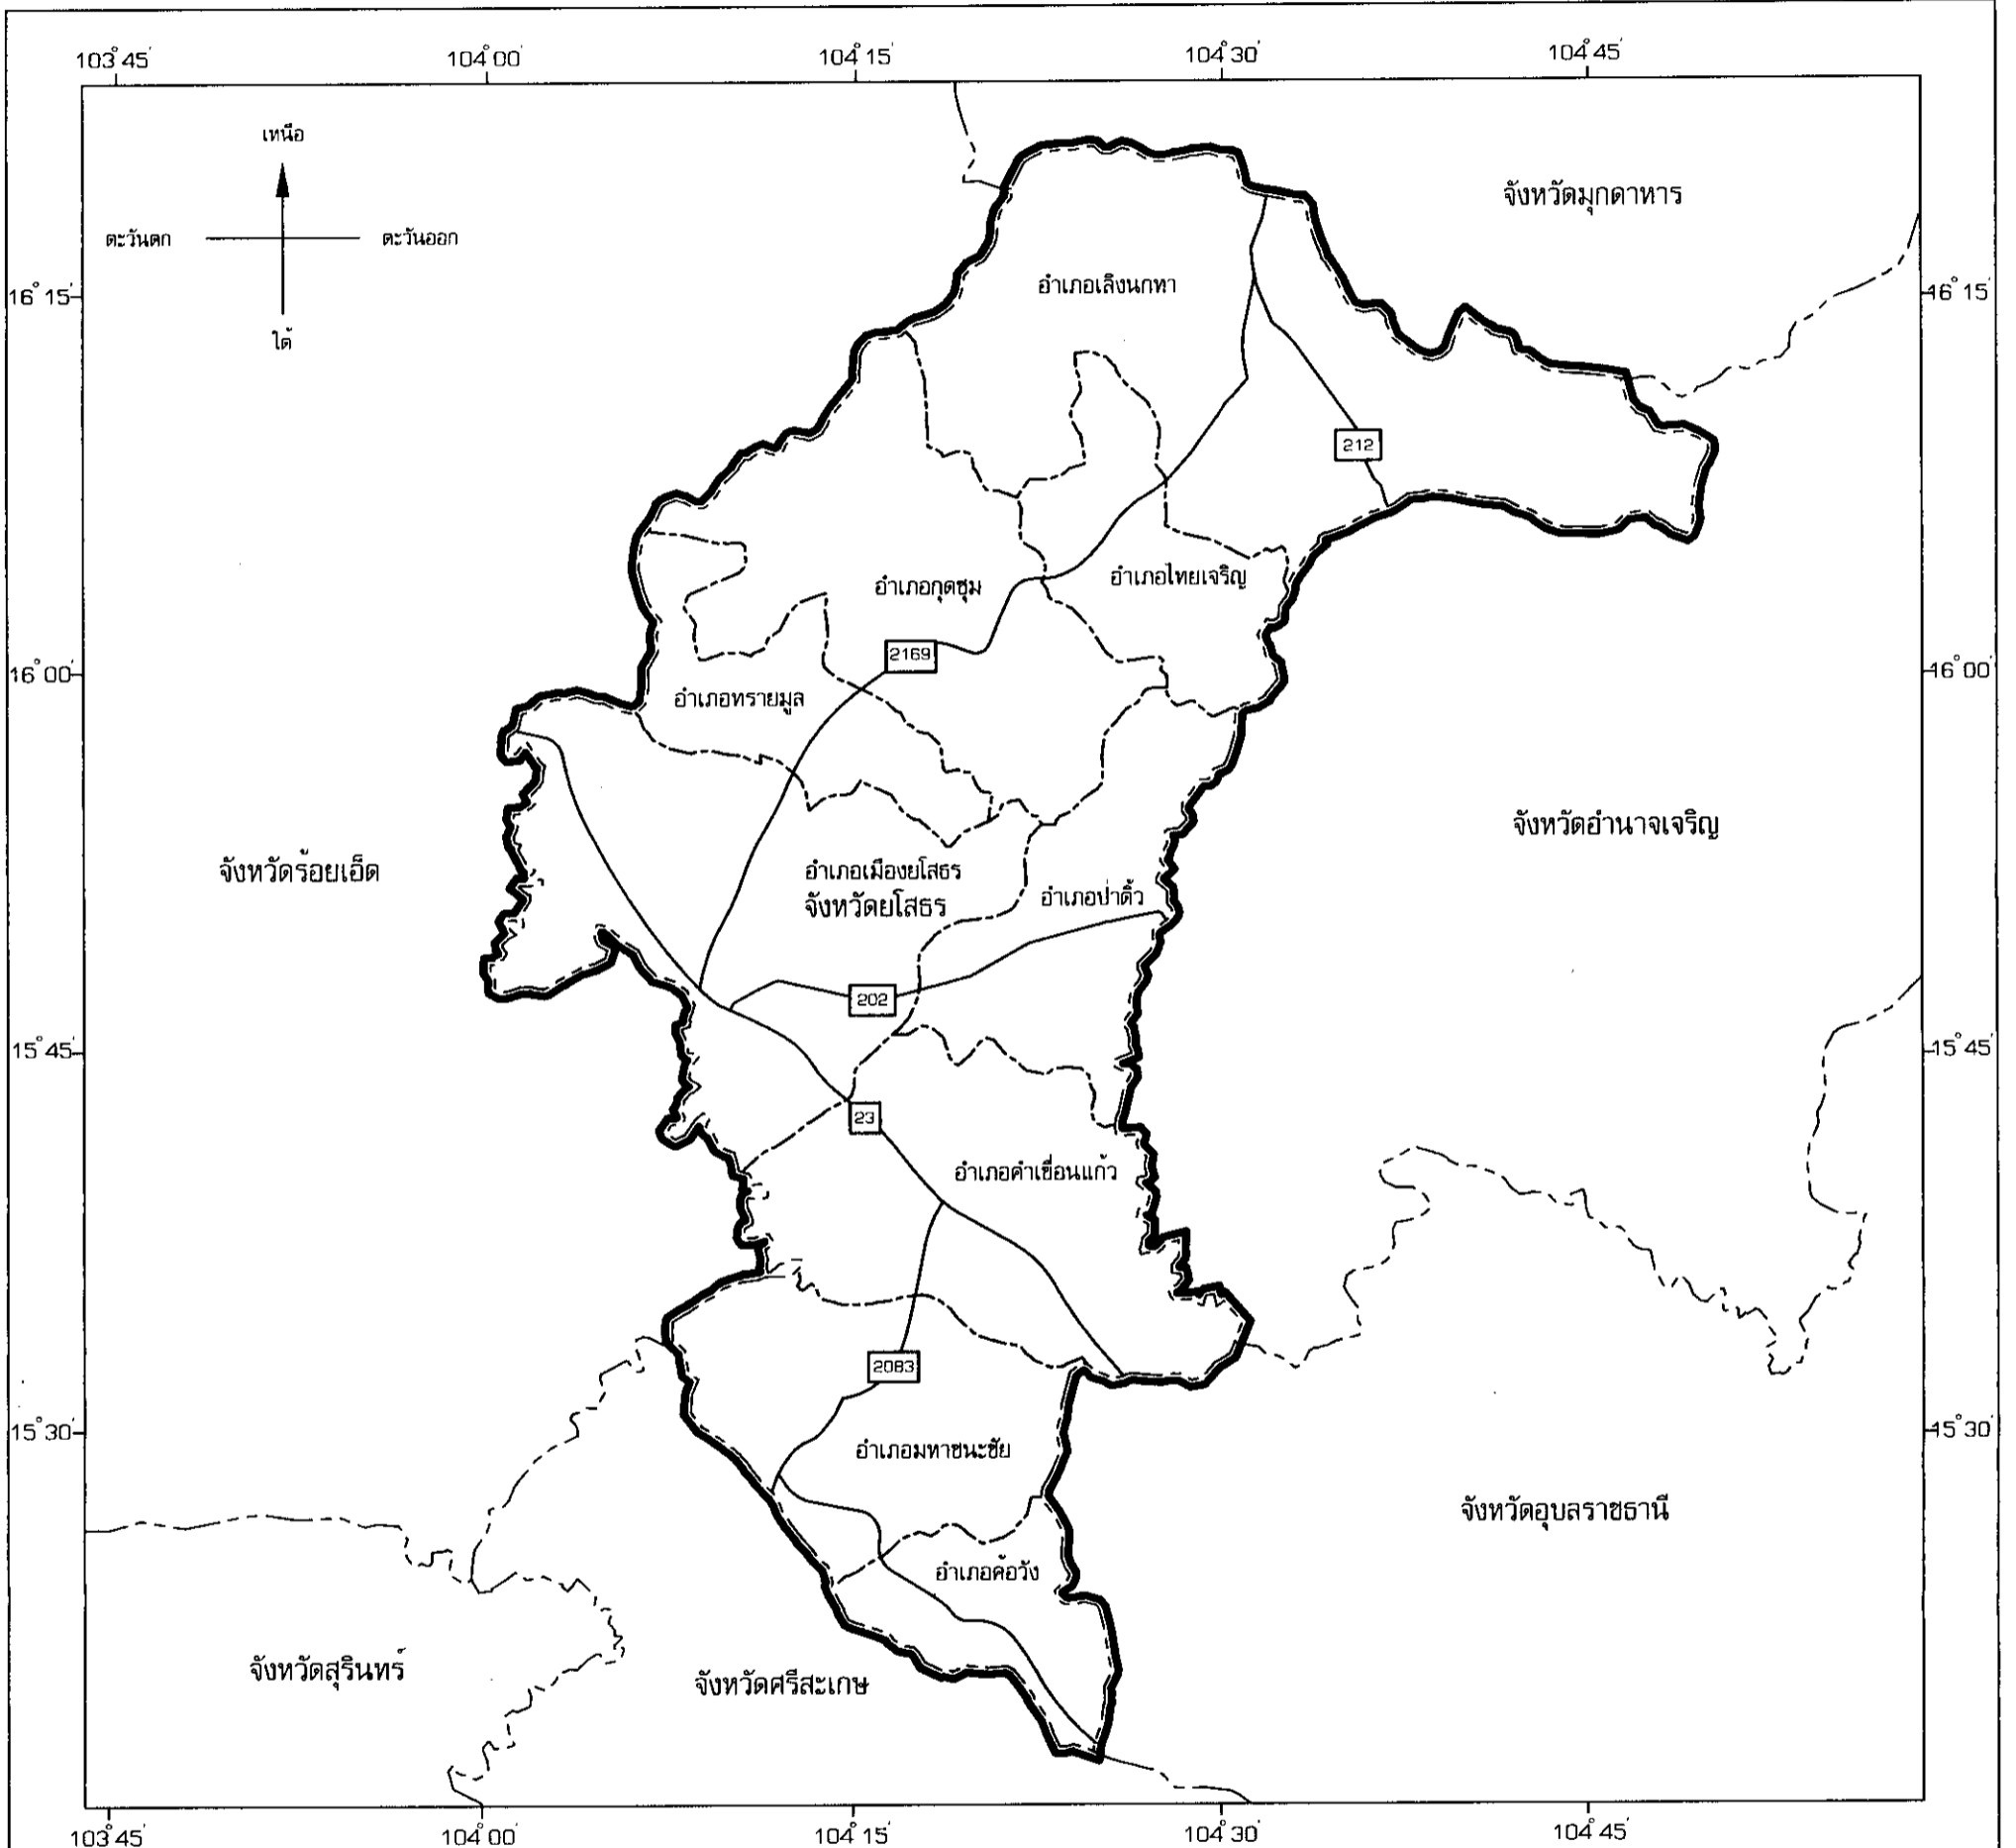 103°45′ 104°00′ 104°15′ 104°30′ 104°45′
เหนือ
ตะวันตก ตะวันออก
ใต้
จังหวัดมุกดาหาร
อำเภอเลิงนกทา
16°15′ 16°15′
212
อำเภอกุดชุม
อำเภอไทยเจริญ
2169
16°00′ 16°00′
อำเภอทรายมูล
จังหวัดอำนาจเจริญ
จังหวัดร้อยเอ็ด
อำเภอเมืองยโสธร
จังหวัดยโสธร
อำเภอป่าติ้ว
202
15°45′ 15°45′
23
อำเภอคำเขื่อนแก้ว
2083
15°30′ 15°30′
อำเภอมหาชนะชัย
จังหวัดอุบลราชธานี
อำเภอค้อวัง
จังหวัดสุรินทร์
จังหวัดศรีสะเกษ
103°45′ 104°00′ 104°15′ 104°30′ 104°45′